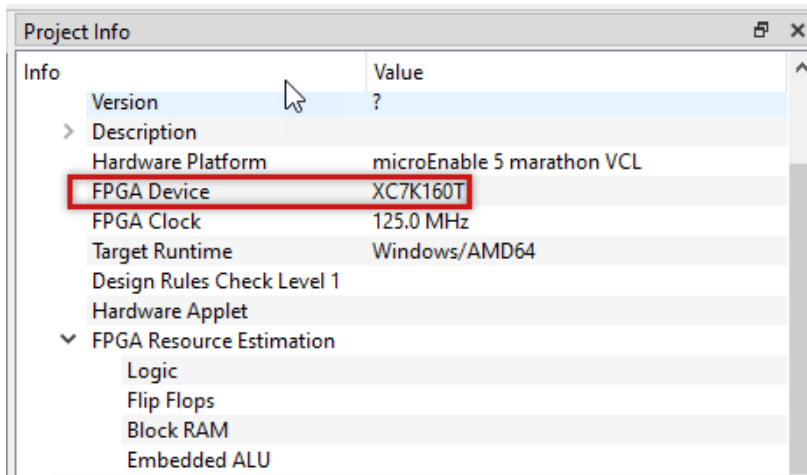 Project Info
Info Value
Version ?
Description
Hardware Platform microEnable 5 marathon VCL
FPGA Device XC7K160T
FPGA Clock 125.0 MHz
Target Runtime Windows/AMD64
Design Rules Check Level 1
Hardware Applet
FPGA Resource Estimation
Logic
Flip Flops
Block RAM
Embedded ALU